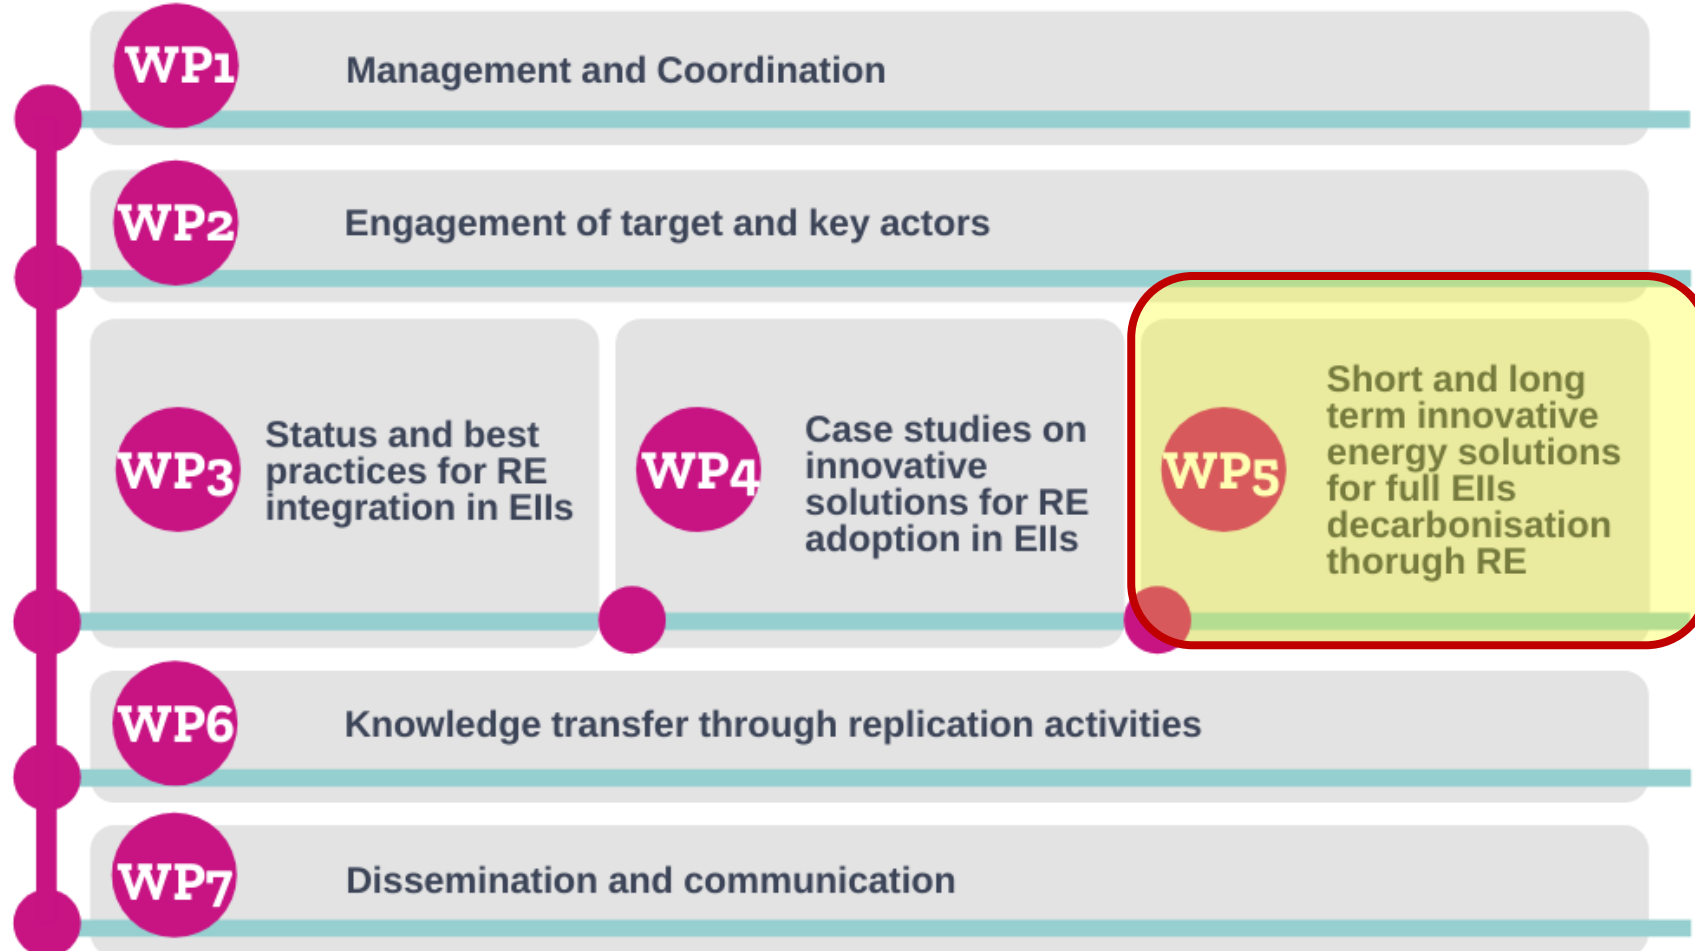 WP1
Management and Coordination
WP2
Engagement of target and key actors
WP3
Status and best
practices for RE
integration in EIIs
WP4
Case studies on
innovative
solutions for RE
adoption in EIIs
WP5
Short and long
term innovative
energy solutions
for full EIIs
decarbonisation
thorugh RE
WP6
Knowledge transfer through replication activities
WP7
Dissemination and communication